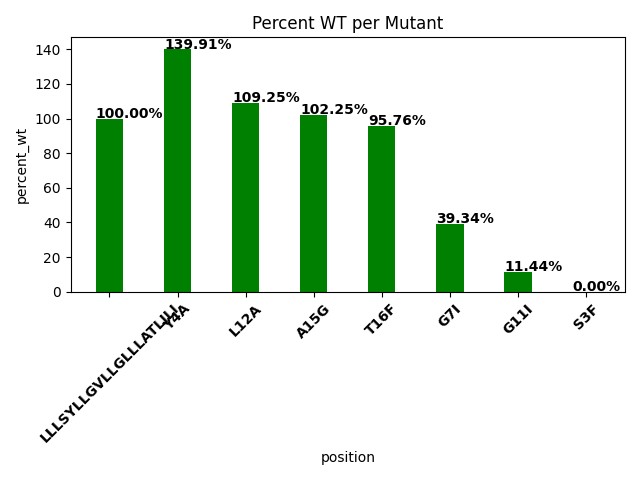 Percent WT per Mutant
percent_wt
140
120
100
80
60
40
20
0
100.00%
139.91%
109.25%
102.25%
95.76%
39.34%
11.44%
0.00%
LLLSYLLGVLLGLLLATLILI
Y4A
L12A
A15G
T16F
G7I
G11I
S3F
position